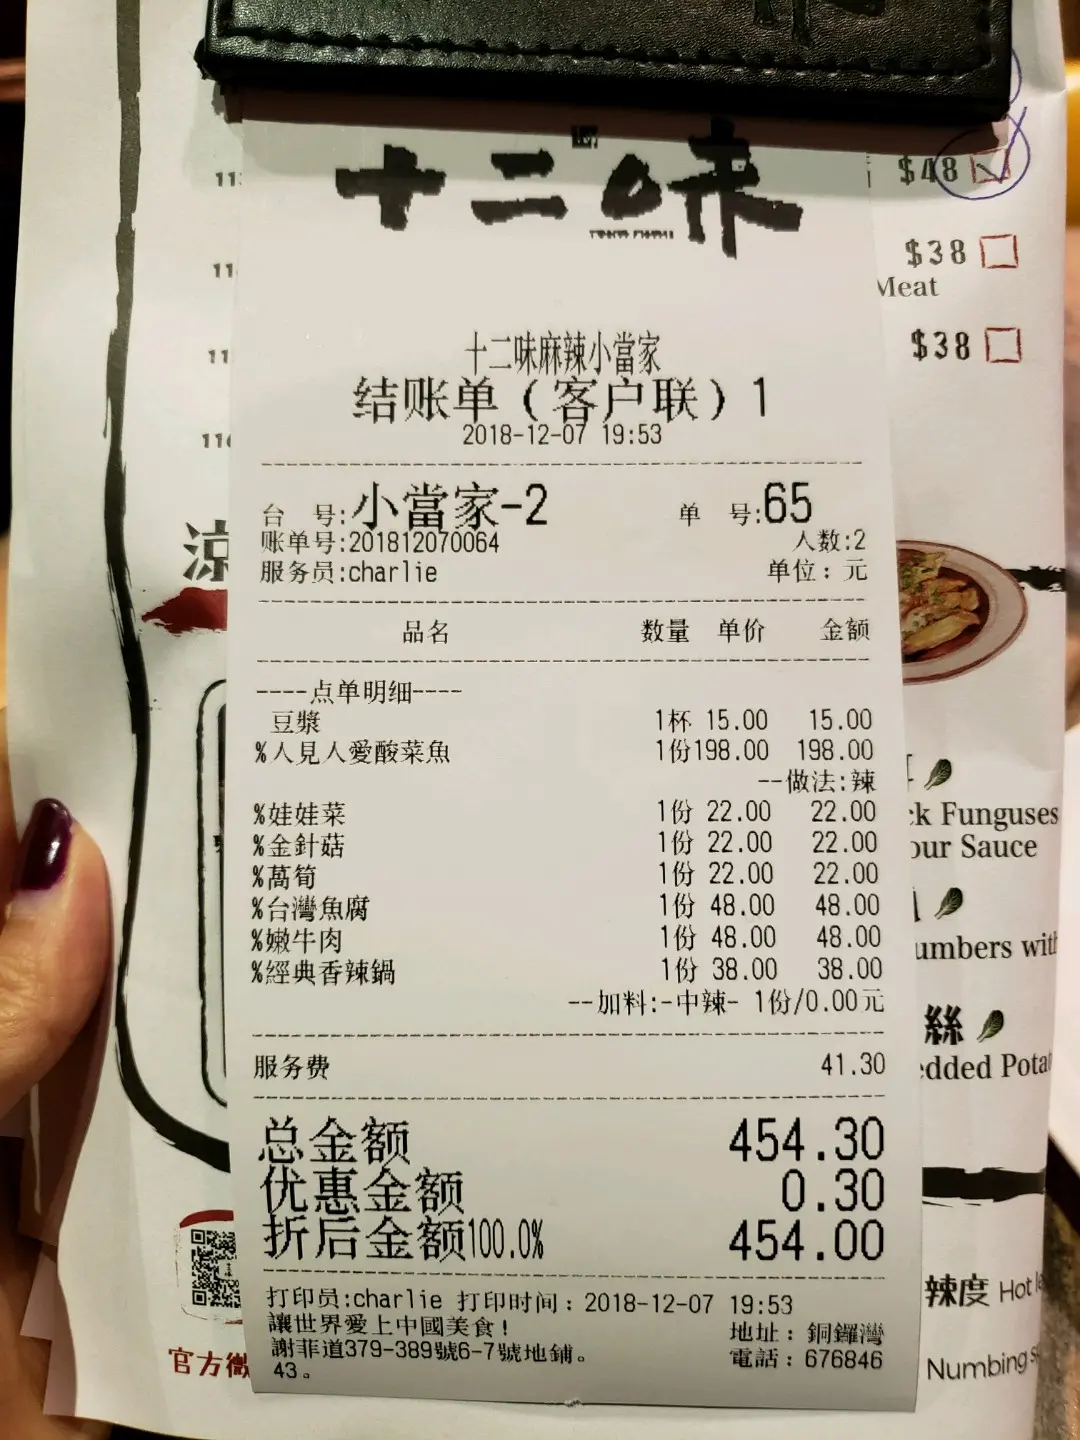 十二味
十二味麻辣小當家
结账单（客户联）1
2018-12-07 19:53
台 号:小當家-2 单 号:65
账单号:201812070064 人数:2
服务员:charlie 单位：元
品名 数量 单价 金额
----点单明细----
豆漿 1杯 15.00 15.00
%人見人愛酸菜魚 1份198.00 198.00
--做法:辣
%娃娃菜 1份 22.00 22.00
%金針菇 1份 22.00 22.00
%萵筍 1份 22.00 22.00
%台灣魚腐 1份 48.00 48.00
%嫩牛肉 1份 48.00 48.00
%經典香辣鍋 1份 38.00 38.00
--加料:-中辣- 1份/0.00元
服务费 41.30
总金额 454.30
优惠金额 0.30
折后金额100.0% 454.00
打印员:charlie 打印时间：2018-12-07 19:53
讓世界愛上中國美食! 地址：銅鑼灣
謝菲道379-389號6-7號地鋪。 電話：676846
43。
$48
$38
Meat
$38
116
涼
Funguses
Sauce
with
絲
辣度 Hot
Numbing
官方微